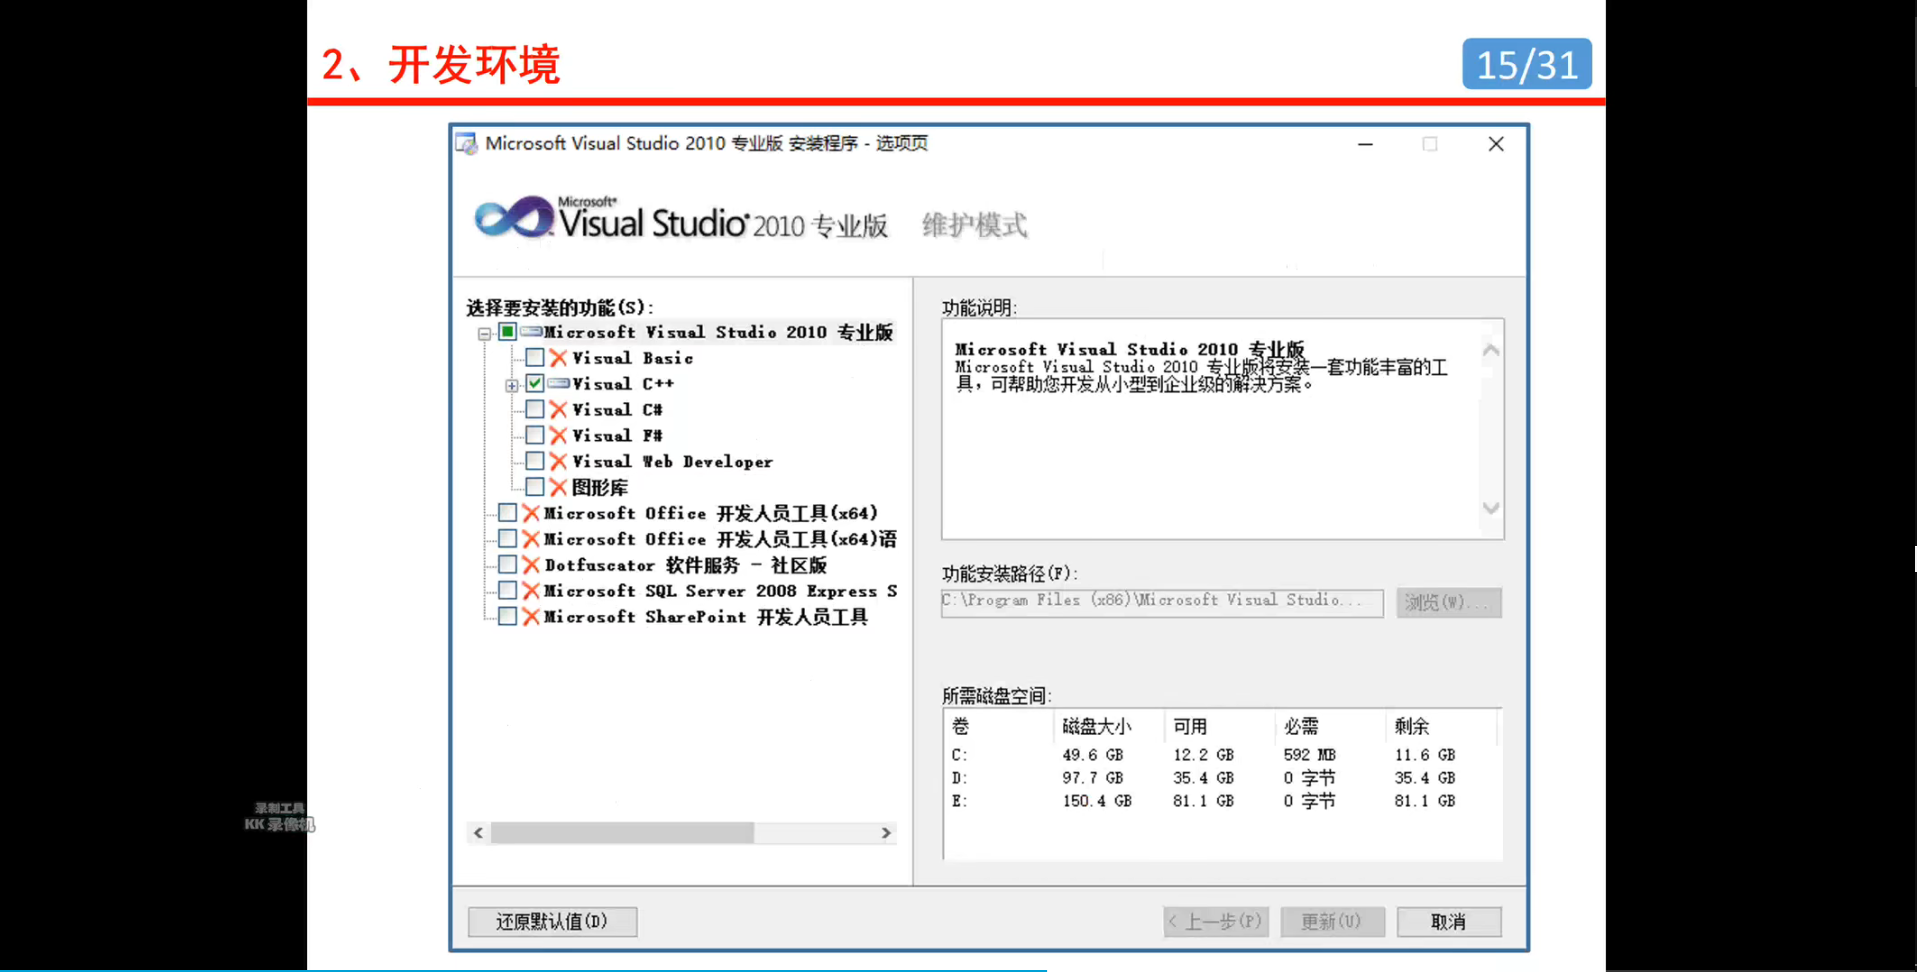 2、开发环境
15/31
Microsoft Visual Studio 2010 专业版 安装程序 - 选项页
Microsoft®
Visual Studio® 2010 专业版 维护模式
选择要安装的功能(S):
Microsoft Visual Studio 2010 专业版
Visual Basic
Visual C++
Visual C#
Visual F#
Visual Web Developer
图形库
Microsoft Office 开发人员工具(x64)
Microsoft Office 开发人员工具(x64)语
Dotfuscator 软件服务 - 社区版
Microsoft SQL Server 2008 Express S
Microsoft SharePoint 开发人员工具
功能说明:
Microsoft Visual Studio 2010 专业版
Microsoft Visual Studio 2010 专业版将安装一套功能丰富的工
具，可帮助您开发从小型到企业级的解决方案。
功能安装路径(F):
C:\Program Files (x86)\Microsoft Visual Studio...
浏览(W)...
所需磁盘空间:
卷 磁盘大小 可用 必需 剩余
C: 49.6 GB 12.2 GB 592 MB 11.6 GB
D: 97.7 GB 35.4 GB 0 字节 35.4 GB
E: 150.4 GB 81.1 GB 0 字节 81.1 GB
录制工具
KK 录像机
还原默认值(D)
< 上一步(P)
更新(U)
取消